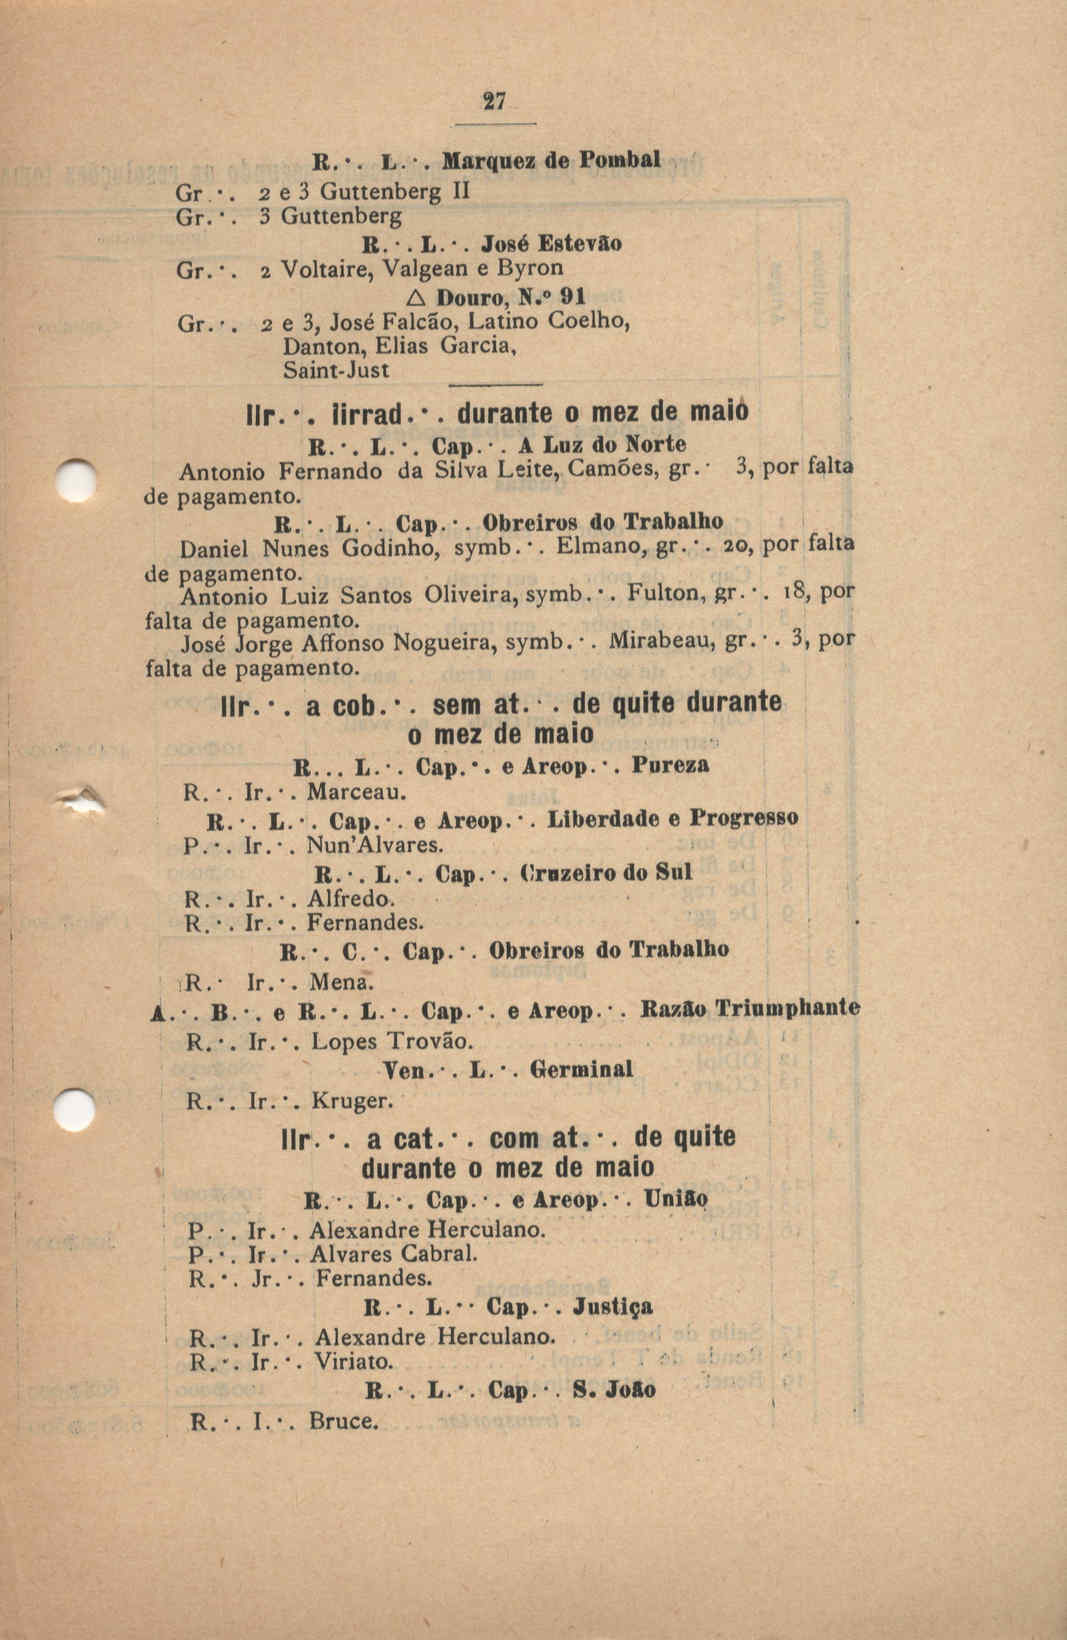 27
R.·. L.·. Marquez de Pombal
Gr.·. 2 e 3 Guttenberg II
Gr.·. 3 Guttenberg
R.·. L.·. José Estevão
Gr.·. 2 Voltaire, Valgean e Byron
△ Douro, N.º 91
Gr.·. 2 e 3, José Falcão, Latino Coelho,
Danton, Elias Garcia,
Saint-Just
IIr.·. iirrad.·. durante o mez de maio
R.·. L.·. Cap.·. A Luz do Norte
Antonio Fernando da Silva Leite, Camões, gr.· 3, por falta
de pagamento.
R.·. L.·. Cap.·. Obreiros do Trabalho
Daniel Nunes Godinho, symb.·. Elmano, gr.·. 20, por falta
de pagamento.
Antonio Luiz Santos Oliveira, symb.·. Fulton, gr.·. 18, por
falta de pagamento.
José Jorge Affonso Nogueira, symb.·. Mirabeau, gr.·. 3, por
falta de pagamento.
IIr.·. a cob.·. sem at.·. de quite durante
o mez de maio
R... L.·. Cap.·. e Areop.·. Pureza
R.·. Ir.·. Marceau.
R.·. L.·. Cap.·. e Areop.·. Liberdade e Progresso
P.·. Ir.·. Nun'Alvares.
R.·. L.·. Cap.·. Cruzeiro do Sul
R.·. Ir.·. Alfredo.
R.·. Ir.·. Fernandes.
R.·. C.·. Cap.·. Obreiros do Trabalho
R.· Ir.·. Mena.
A.·. B.·. e R.·. L.·. Cap.·. e Areop.·. Razão Triumphante
R.·. Ir.·. Lopes Trovão.
Ven.·. L.·. Germinal
R.·. Ir.·. Kruger.
IIr.·. a cat.·. com at.·. de quite
durante o mez de maio
R.·. L.·. Cap.·. e Areop.·. União
P.·. Ir.·. Alexandre Herculano.
P.·. Ir.·. Alvares Cabral.
R.·. Jr.·. Fernandes.
R.·. L.·· Cap.·. Justiça
R.·. Ir.·. Alexandre Herculano.
R.·. Ir.·. Viriato.
R.·. L.·. Cap.·. S. João
R.·. I.·. Bruce.